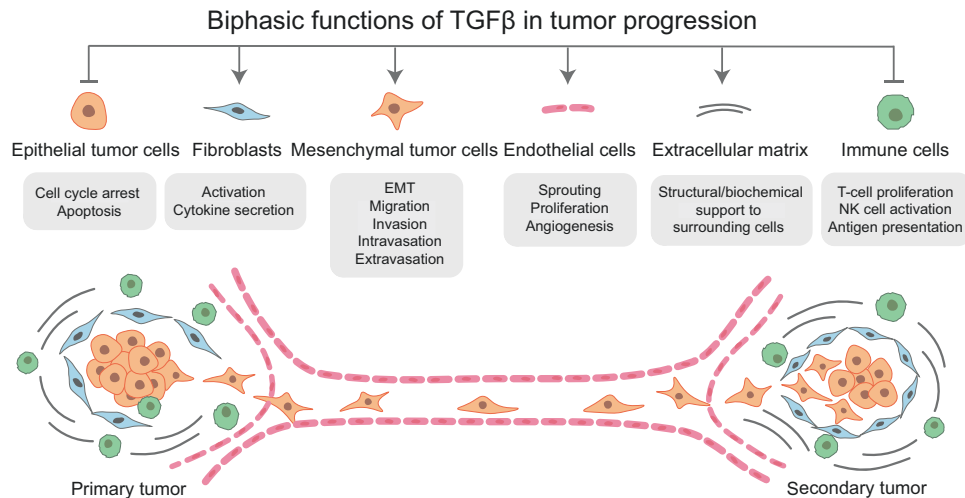 Biphasic functions of TGFβ in tumor progression
Epithelial tumor cells
Fibroblasts
Mesenchymal tumor cells
Endothelial cells
Extracellular matrix
Immune cells
Cell cycle arrest
Apoptosis
Activation
Cytokine secretion
EMT
Migration
Invasion
Intravasation
Extravasation
Sprouting
Proliferation
Angiogenesis
Structural/biochemical
support to
surrounding cells
T-cell proliferation
NK cell activation
Antigen presentation
Primary tumor
Secondary tumor